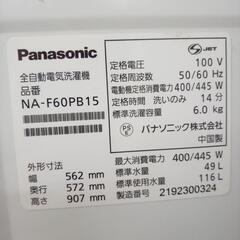 Panasonic
全自動電気洗濯機
品番
NA-F60PB15
外形寸法
幅 562 mm
奥行 572 mm
高さ 907 mm
S JET
定格電圧 100 V
定格周波数 50/60 Hz
電動機定格消費電力 400/445 W
定格時間 洗いのみ 14 分
標準容量 6.0 kg
PSE パナソニック株式会社
中国製
最大消費電力 400/445 W
標準水量 49 L
標準使用水量 116 L
製造番号 2192300324